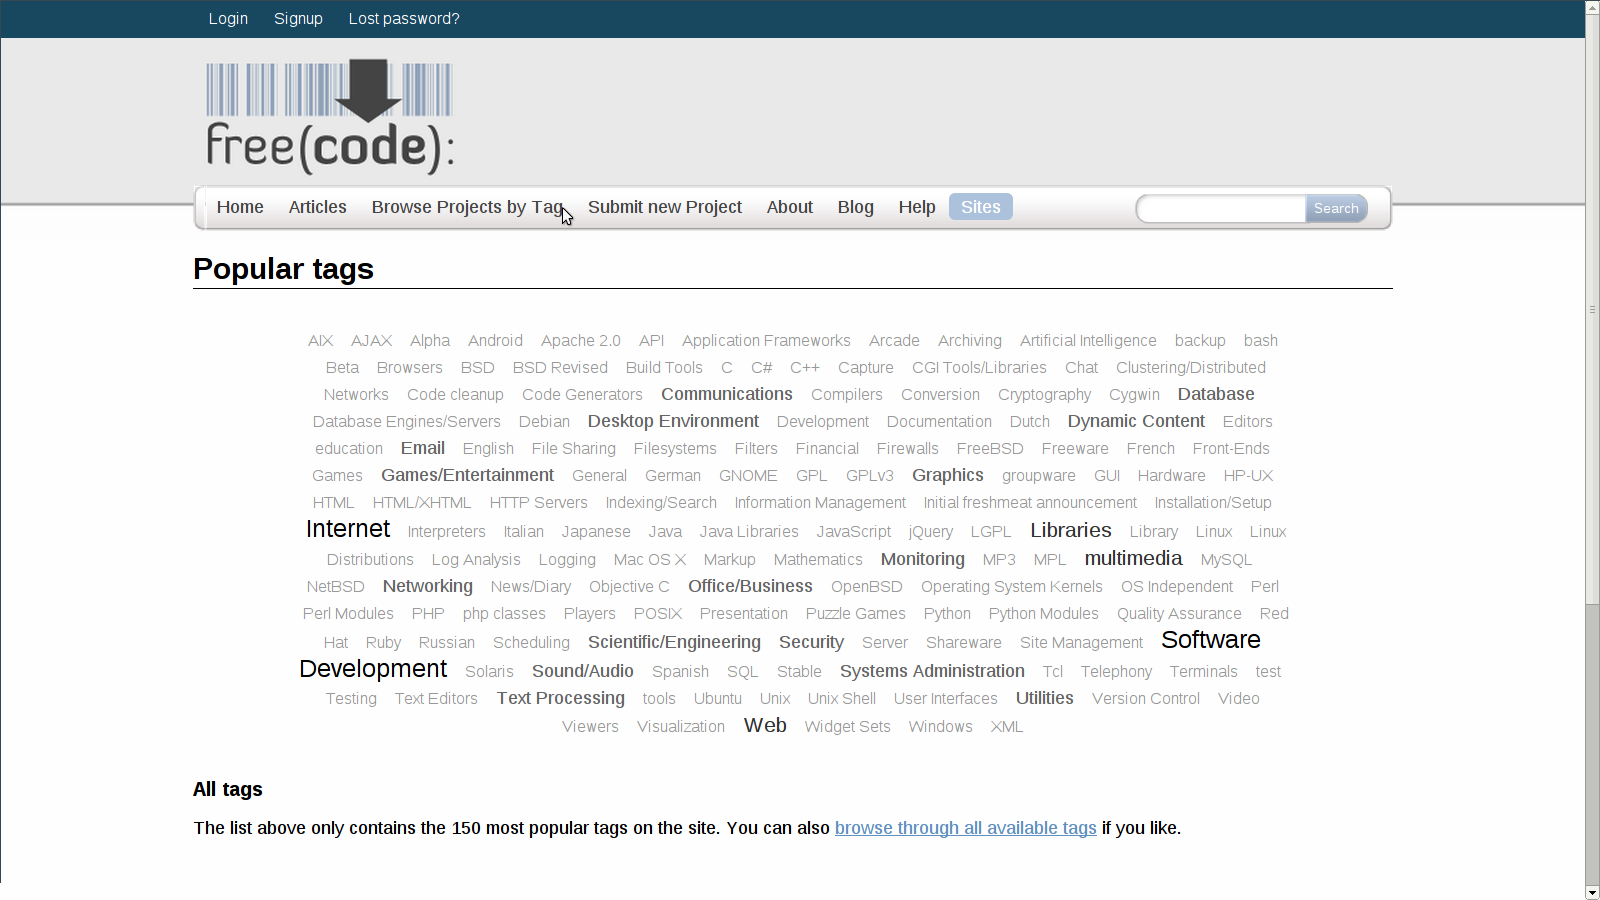 Login Signup Lost password?
free(code):
Home Articles Browse Projects by Tag Submit new Project About Blog Help Sites Search
Popular tags
AIX AJAX Alpha Android Apache 2.0 API Application Frameworks Arcade Archiving Artificial Intelligence backup bash
Beta Browsers BSD BSD Revised Build Tools C C# C++ Capture CGI Tools/Libraries Chat Clustering/Distributed
Networks Code cleanup Code Generators Communications Compilers Conversion Cryptography Cygwin Database
Database Engines/Servers Debian Desktop Environment Development Documentation Dutch Dynamic Content Editors
education Email English File Sharing Filesystems Filters Financial Firewalls FreeBSD Freeware French Front-Ends
Games Games/Entertainment General German GNOME GPL GPLv3 Graphics groupware GUI Hardware HP-UX
HTML HTML/XHTML HTTP Servers Indexing/Search Information Management Initial freshmeat announcement Installation/Setup
Internet Interpreters Italian Japanese Java Java Libraries JavaScript jQuery LGPL Libraries Library Linux Linux
Distributions Log Analysis Logging Mac OS X Markup Mathematics Monitoring MP3 MPL multimedia MySQL
NetBSD Networking News/Diary Objective C Office/Business OpenBSD Operating System Kernels OS Independent Perl
Perl Modules PHP php classes Players POSIX Presentation Puzzle Games Python Python Modules Quality Assurance Red
Hat Ruby Russian Scheduling Scientific/Engineering Security Server Shareware Site Management Software
Development Solaris Sound/Audio Spanish SQL Stable Systems Administration Tcl Telephony Terminals test
Testing Text Editors Text Processing tools Ubuntu Unix Unix Shell User Interfaces Utilities Version Control Video
Viewers Visualization Web Widget Sets Windows XML
All tags
The list above only contains the 150 most popular tags on the site. You can also browse through all available tags if you like.